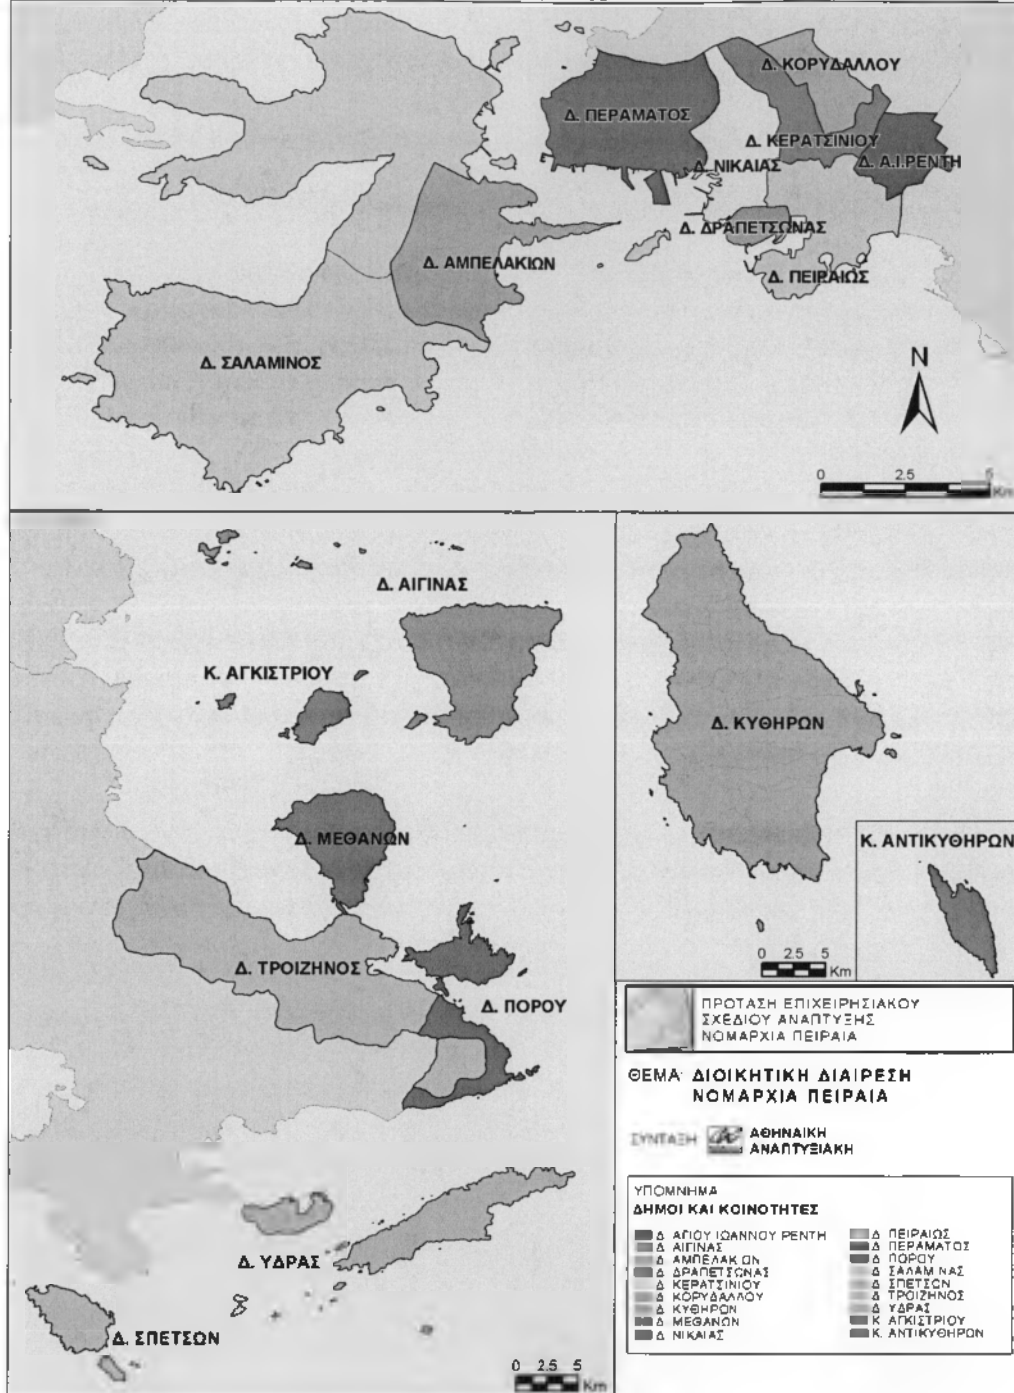 Δ. ΚΟΡΥΔΑΛΛΟΥ
Δ. ΠΕΡΑΜΑΤΟΣ
Δ. ΚΕΡΑΤΣΙΝΙΟΥ
Δ. ΝΙΚΑΙΑΣ
Δ. Α.Ι.ΡΕΝΤΗ
Δ. ΔΡΑΠΕΤΣΩΝΑΣ
Δ. ΑΜΠΕΛΑΚΙΩΝ
Δ. ΠΕΙΡΑΙΩΣ
Δ. ΣΑΛΑΜΙΝΟΣ
N
0 2.5 5
Km
Δ. ΑΙΓΙΝΑΣ
Κ. ΑΓΚΙΣΤΡΙΟΥ
Δ. ΚΥΘΗΡΩΝ
Δ. ΜΕΘΑΝΩΝ
Κ. ΑΝΤΙΚΥΘΗΡΩΝ
Δ. ΤΡΟΙΖΗΝΟΣ
0 2.5 5
Km
Δ. ΠΟΡΟΥ
ΠΡΟΤΑΣΗ ΕΠΙΧΕΙΡΗΣΙΑΚΟΥ
ΣΧΕΔΙΟΥ ΑΝΑΠΤΥΞΗΣ
ΝΟΜΑΡΧΙΑ ΠΕΙΡΑΙΑ
ΘΕΜΑ: ΔΙΟΙΚΗΤΙΚΗ ΔΙΑΙΡΕΣΗ
ΝΟΜΑΡΧΙΑ ΠΕΙΡΑΙΑ
ΣΥΝΤΑΞΗ ΑΘΗΝΑΙΚΗ
ΑΝΑΠΤΥΞΙΑΚΗ
Δ. ΥΔΡΑΣ
Δ. ΣΠΕΤΣΩΝ
0 2.5 5
Km
ΥΠΟΜΝΗΜΑ
ΔΗΜΟΙ ΚΑΙ ΚΟΙΝΟΤΗΤΕΣ
Δ ΑΓΙΟΥ ΙΩΑΝΝΟΥ ΡΕΝΤΗ
Δ ΑΙΓΙΝΑΣ
Δ ΑΜΠΕΛΑΚΙΩΝ
Δ ΔΡΑΠΕΤΣΩΝΑΣ
Δ ΚΕΡΑΤΣΙΝΙΟΥ
Δ ΚΟΡΥΔΑΛΛΟΥ
Δ ΚΥΘΗΡΩΝ
Δ ΜΕΘΑΝΩΝ
Δ ΝΙΚΑΙΑΣ
Δ ΠΕΙΡΑΙΩΣ
Δ ΠΕΡΑΜΑΤΟΣ
Δ ΠΟΡΟΥ
Δ ΣΑΛΑΜΙΝΑΣ
Δ ΣΠΕΤΣΩΝ
Δ ΤΡΟΙΖΗΝΟΣ
Δ ΥΔΡΑΣ
Κ ΑΓΚΙΣΤΡΙΟΥ
Κ. ΑΝΤΙΚΥΘΗΡΩΝ